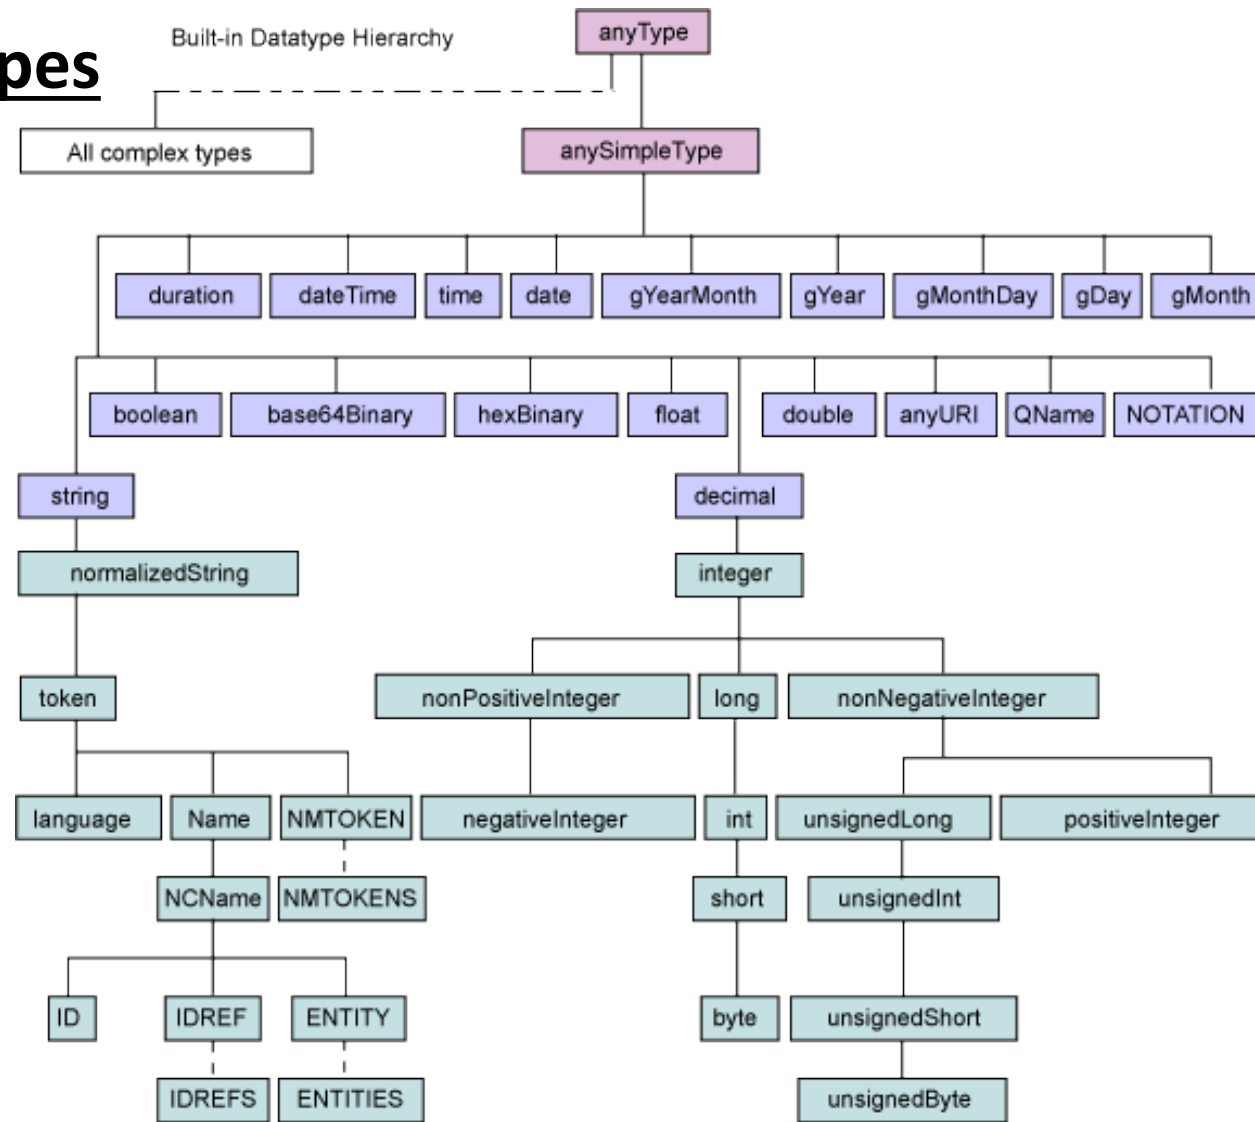 pes
Built-in Datatype Hierarchy
anyType
All complex types
anySimpleType
duration dateTime time date gYearMonth gYear gMonthDay gDay gMonth
boolean base64Binary hexBinary float double anyURI QName NOTATION
string decimal
normalizedString integer
token nonPositiveInteger long nonNegativeInteger
language Name NMTOKEN negativeInteger int unsignedLong positiveInteger
NCName NMTOKENS short unsignedInt
ID IDREF ENTITY byte unsignedShort
IDREFS ENTITIES unsignedByte